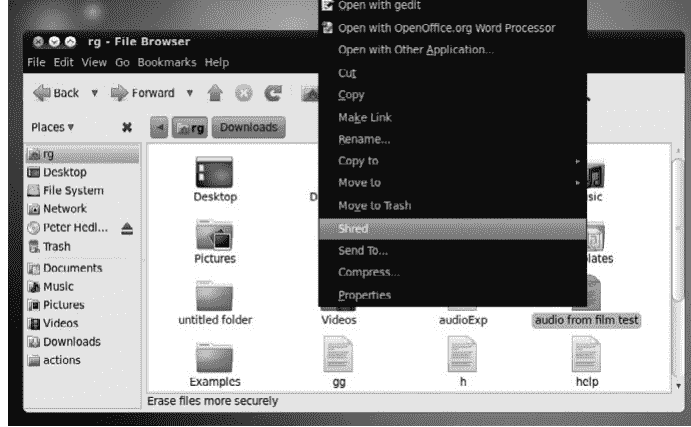 Open with gedit
Open with OpenOffice.org Word Processor
Open with Other Application...
Cut
Copy
Make Link
Rename...
Copy to
Move to
Move to Trash
Shred
Send To...
Compress...
Properties
rg - File Browser
File Edit View Go Bookmarks Help
Back Forward
Places rg Downloads
rg
Desktop
File System
Network
Peter Hedl...
Trash
Documents
Music
Pictures
Videos
Downloads
actions
Desktop D sic
Pictures lates
untitled folder Videos audioExp audio from film test
Examples gg h help
Erase files more securely